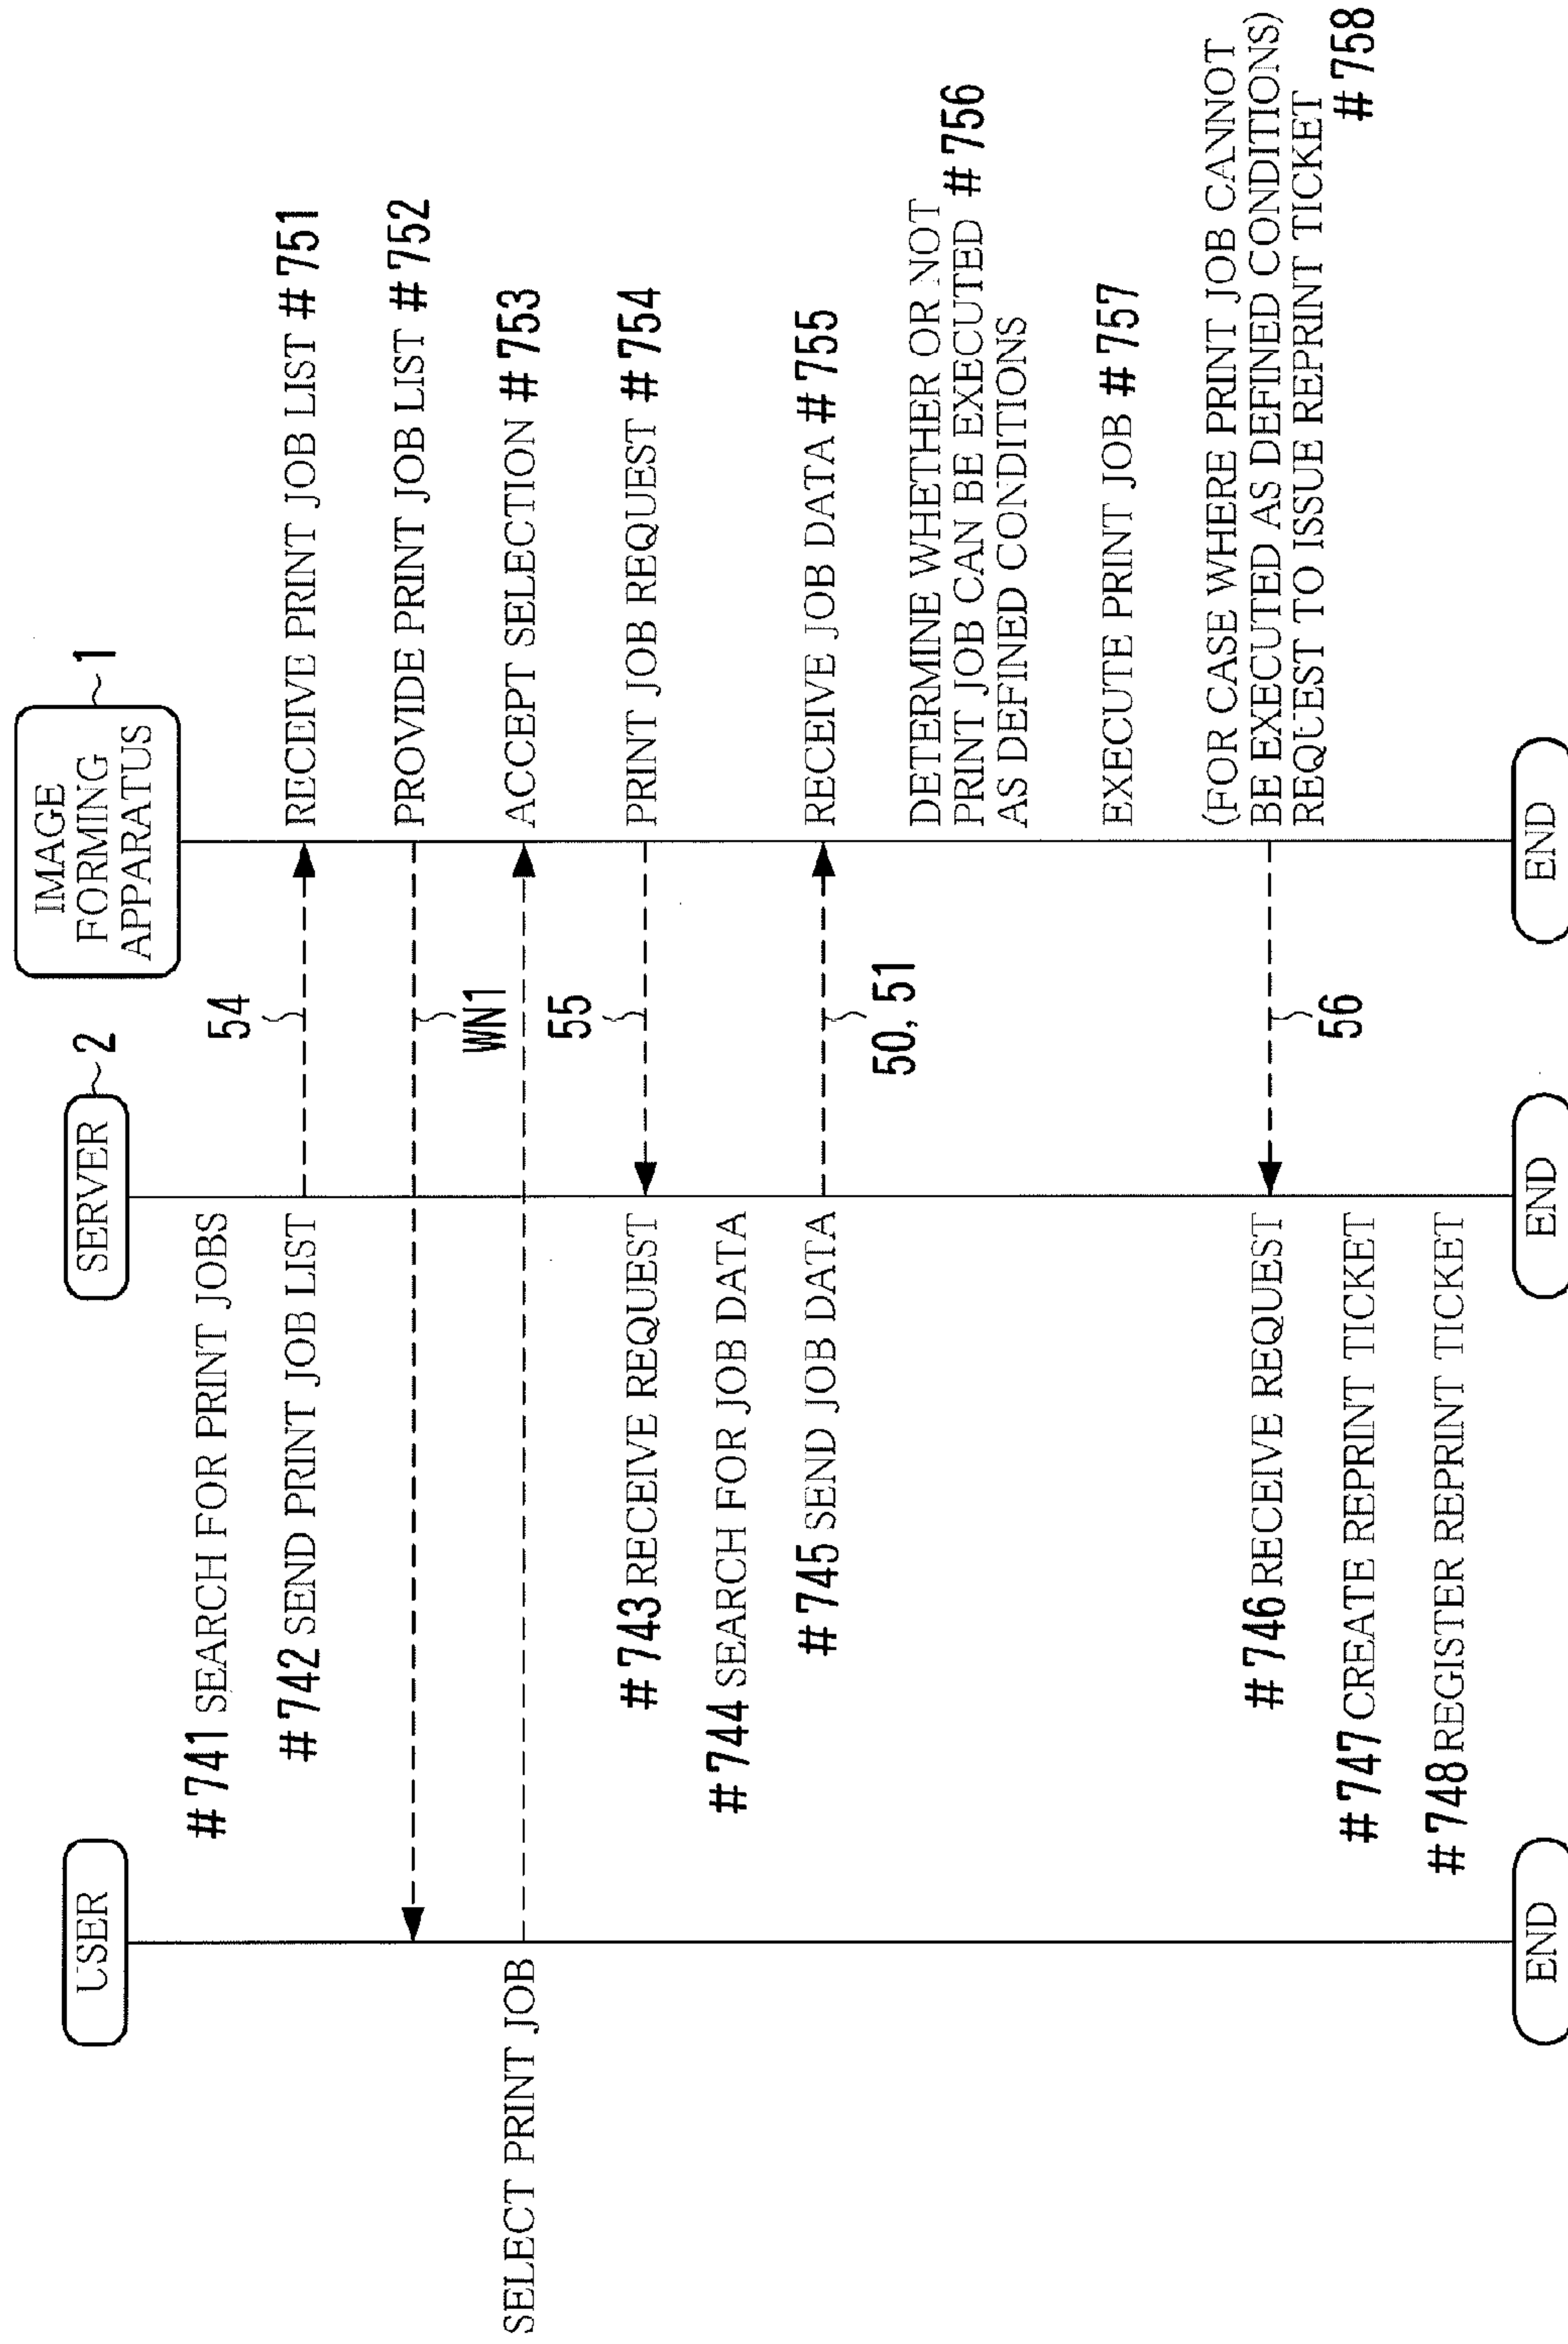 USER
SERVER
2
IMAGE
FORMING
APPARATUS
1
#741 SEARCH FOR PRINT JOBS
#742 SEND PRINT JOB LIST
54
RECEIVE PRINT JOB LIST #751
WN1
PROVIDE PRINT JOB LIST #752
SELECT PRINT JOB
ACCEPT SELECTION #753
#743 RECEIVE REQUEST
55
PRINT JOB REQUEST #754
#744 SEARCH FOR JOB DATA
#745 SEND JOB DATA
50, 51
RECEIVE JOB DATA #755
DETERMINE WHETHER OR NOT
PRINT JOB CAN BE EXECUTED #756
AS DEFINED CONDITIONS
EXECUTE PRINT JOB #757
(FOR CASE WHERE PRINT JOB CANNOT
BE EXECUTED AS DEFINED CONDITIONS)
REQUEST TO ISSUE REPRINT TICKET
#758
#746 RECEIVE REQUEST
56
#747 CREATE REPRINT TICKET
#748 REGISTER REPRINT TICKET
END
END
END